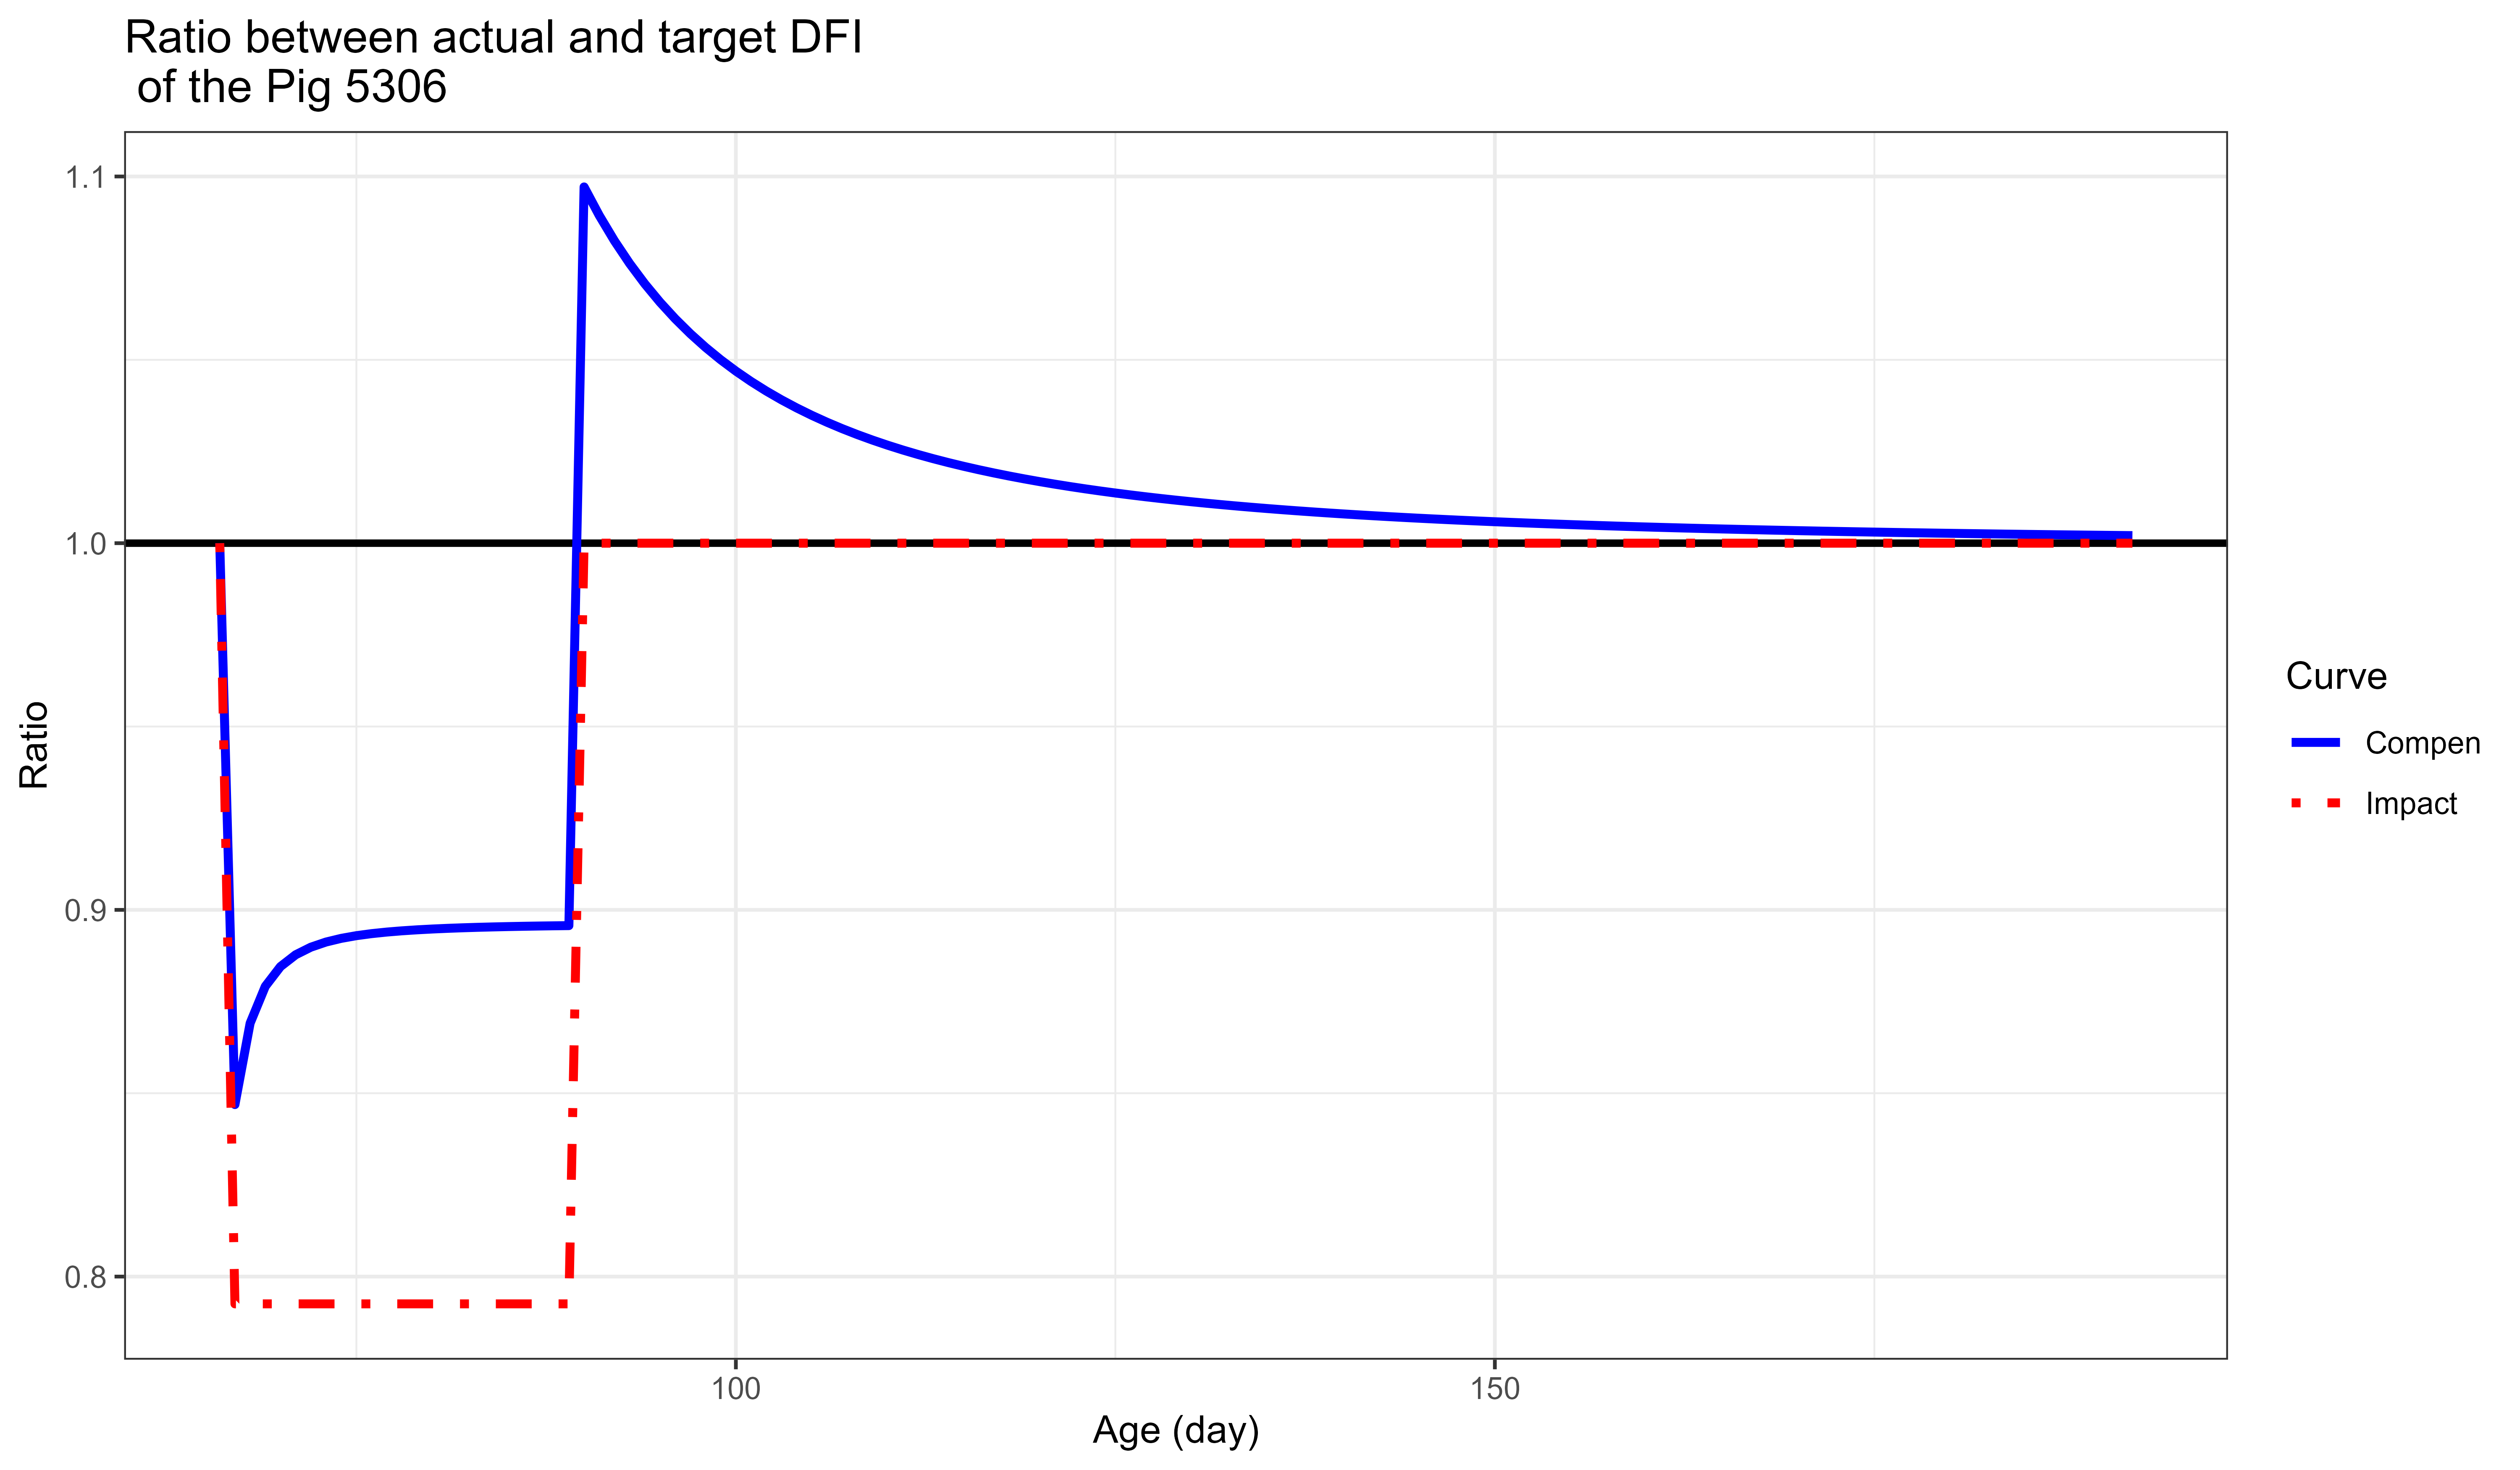 Ratio between actual and target DFI
of the Pig 5306
1.1
1.0
0.9
0.8
Ratio
100
150
Age (day)
Curve
Compen
Impact